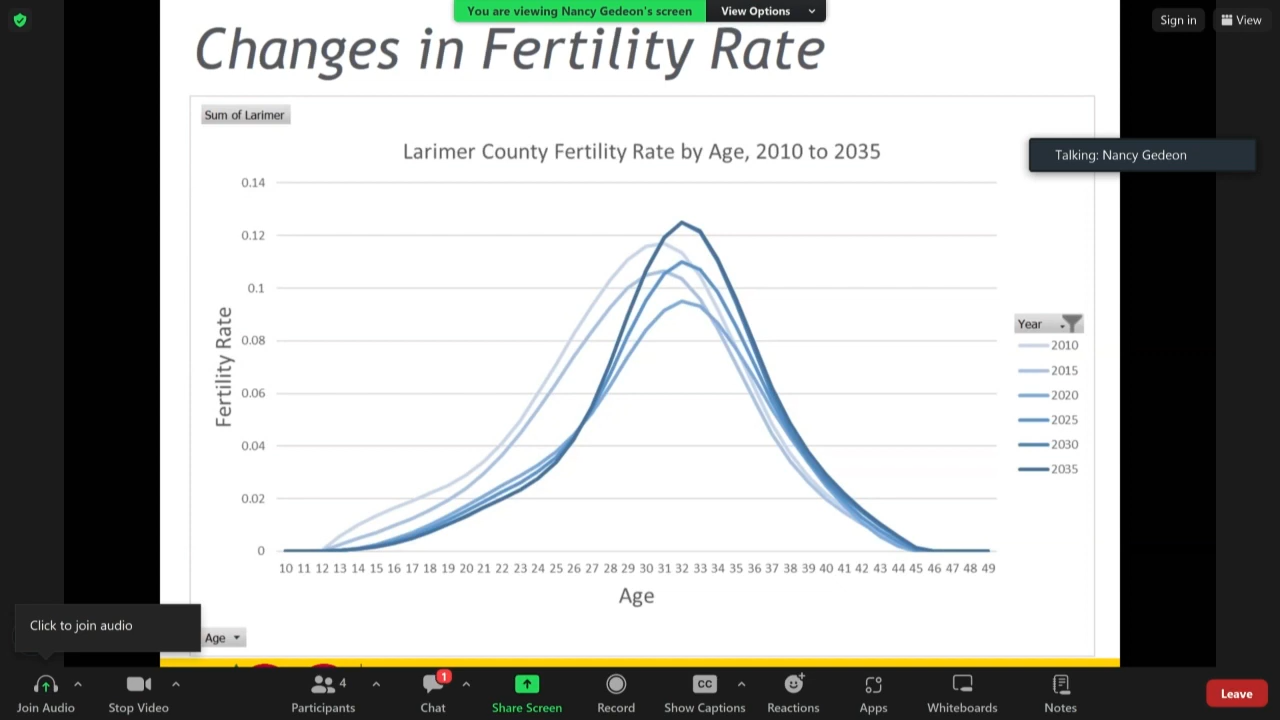 You are viewing Nancy Gedeon's screen
View Options
Sign in
View
Changes in Fertility Rate
Sum of Larimer
Larimer County Fertility Rate by Age, 2010 to 2035
Talking: Nancy Gedeon
0.14
0.12
0.1
0.08
0.06
0.04
0.02
0
Fertility Rate
Year
2010
2015
2020
2025
2030
2035
10 11 12 13 14 15 16 17 18 19 20 21 22 23 24 25 26 27 28 29 30 31 32 33 34 35 36 37 38 39 40 41 42 43 44 45 46 47 48 49
Age
Click to join audio
Age
4
1
CC
Join Audio
Stop Video
Participants
Chat
Share Screen
Record
Show Captions
Reactions
Apps
Whiteboards
Notes
Leave